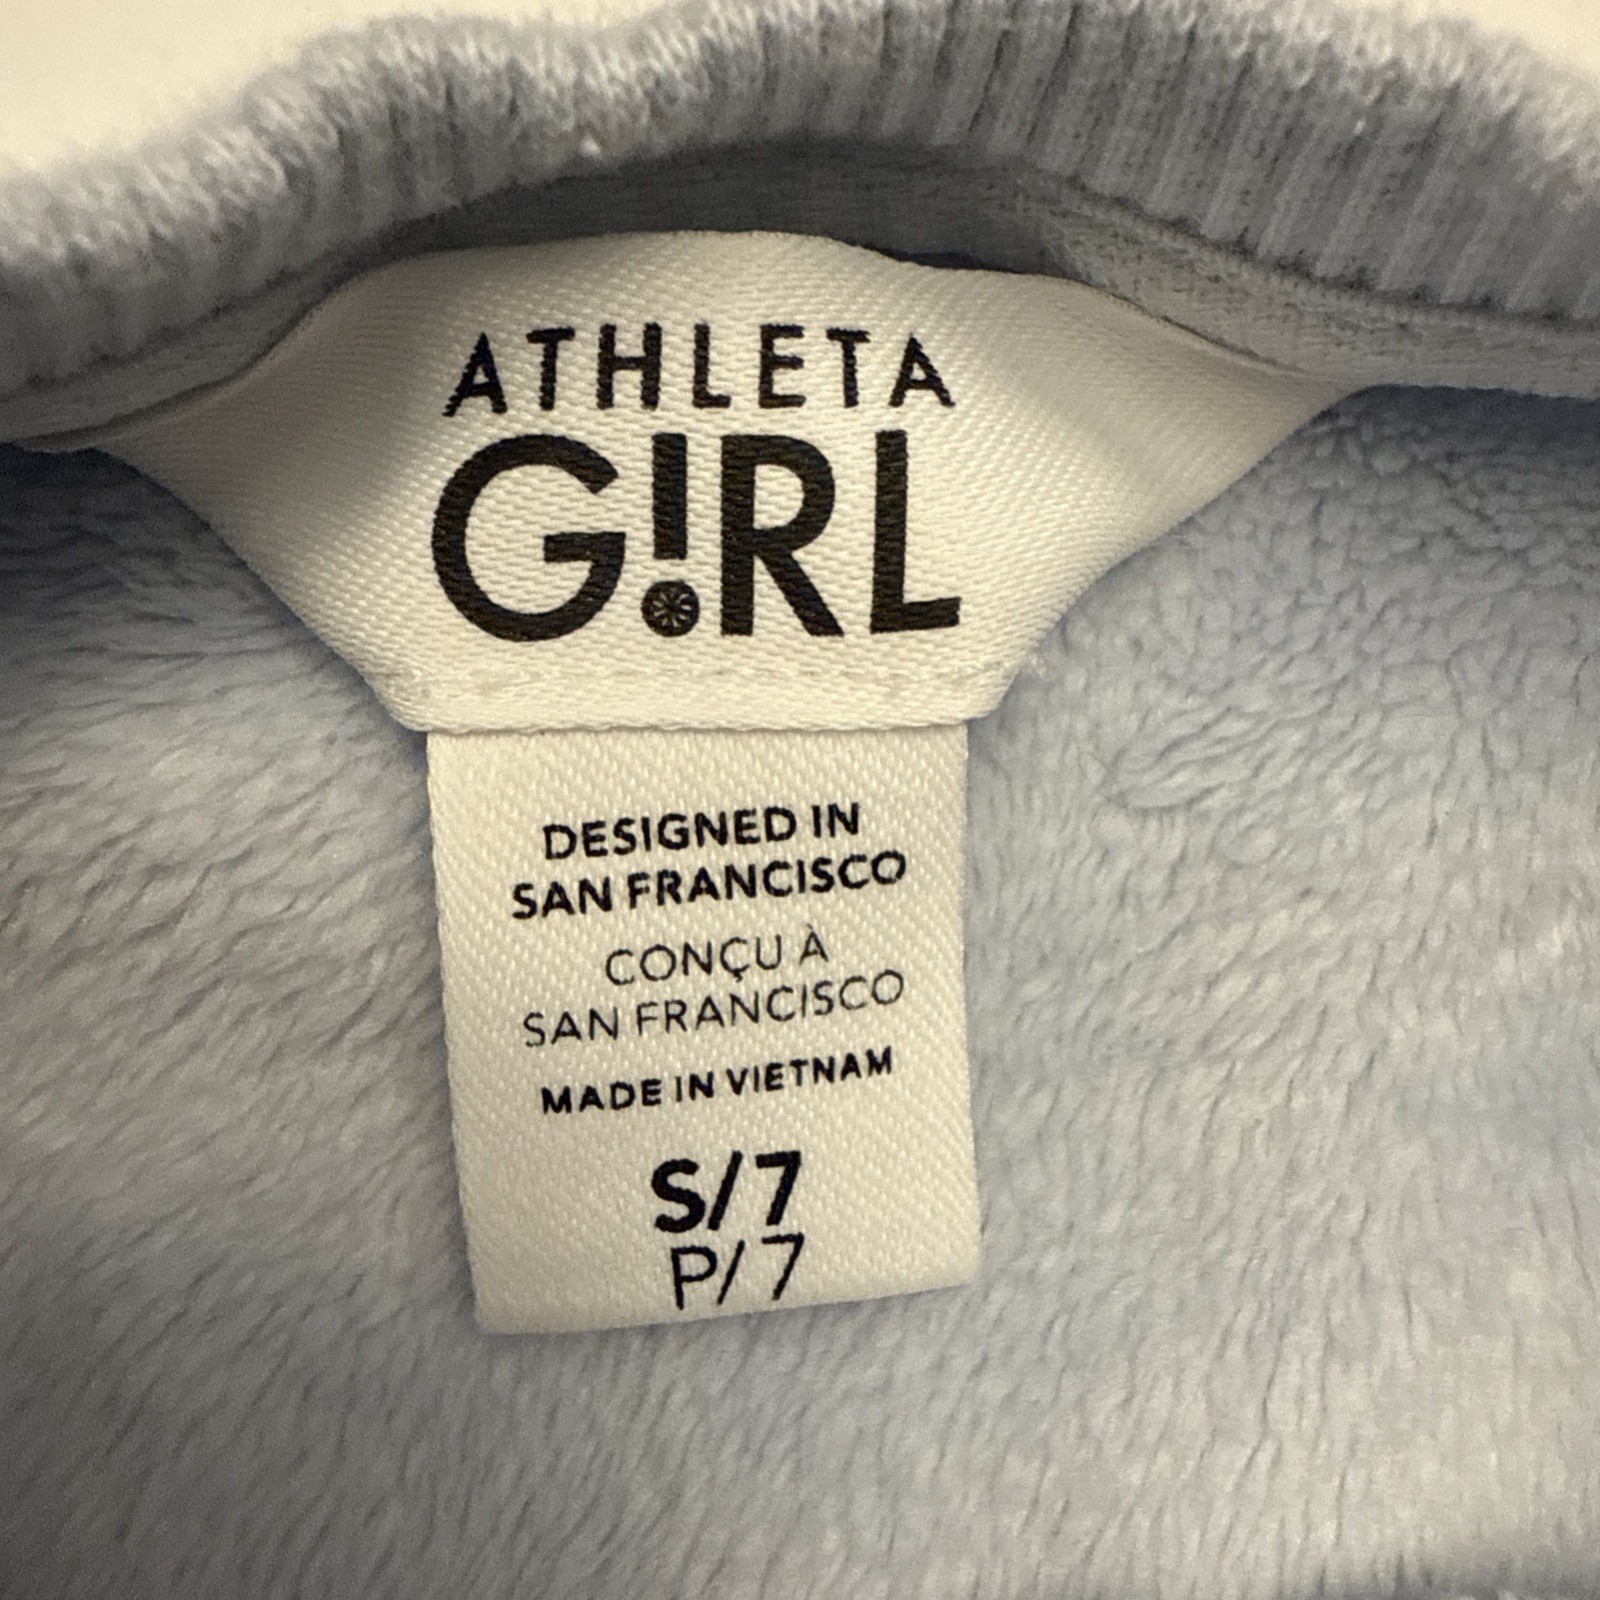 ATHLETA
G!RL
DESIGNED IN
SAN FRANCISCO
CONÇU À
SAN FRANCISCO
MADE IN VIETNAM
S/7
P/7